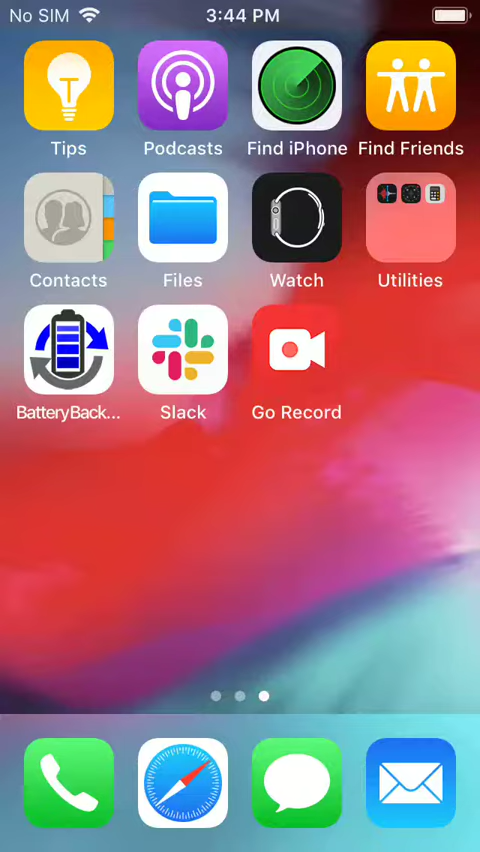 No SIM 3:44 PM
Tips Podcasts Find iPhone Find Friends
Contacts Files Watch Utilities
BatteryBack... Slack Go Record